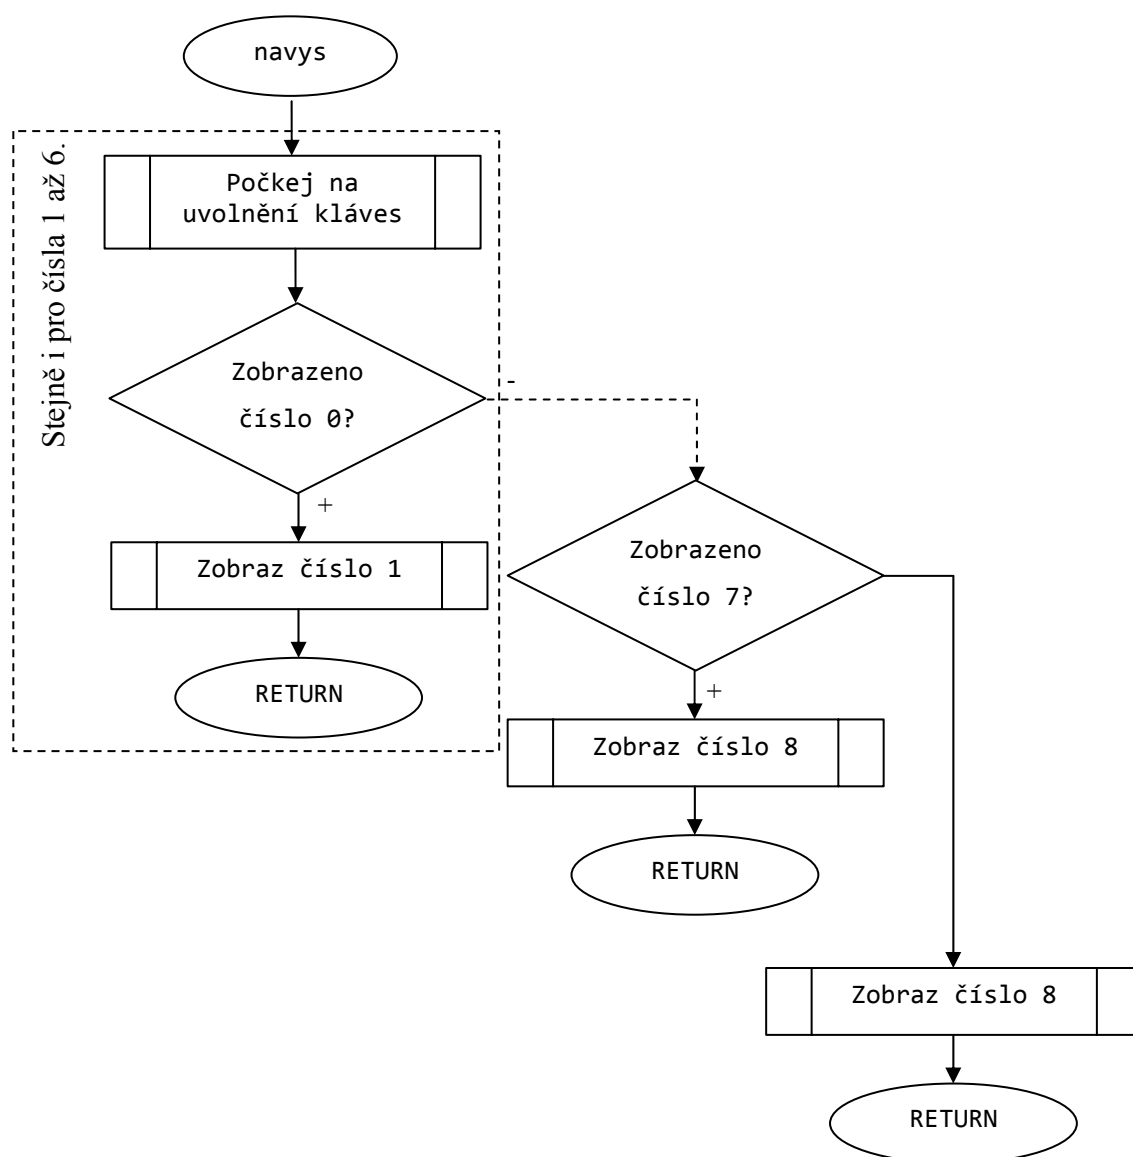 navys
Stejně i pro čísla 1 až 6.
Počkej na
uvolnění kláves
Zobrazeno
číslo 0?
-
+
Zobraz číslo 1
RETURN
Zobrazeno
číslo 7?
+
Zobraz číslo 8
RETURN
Zobraz číslo 8
RETURN